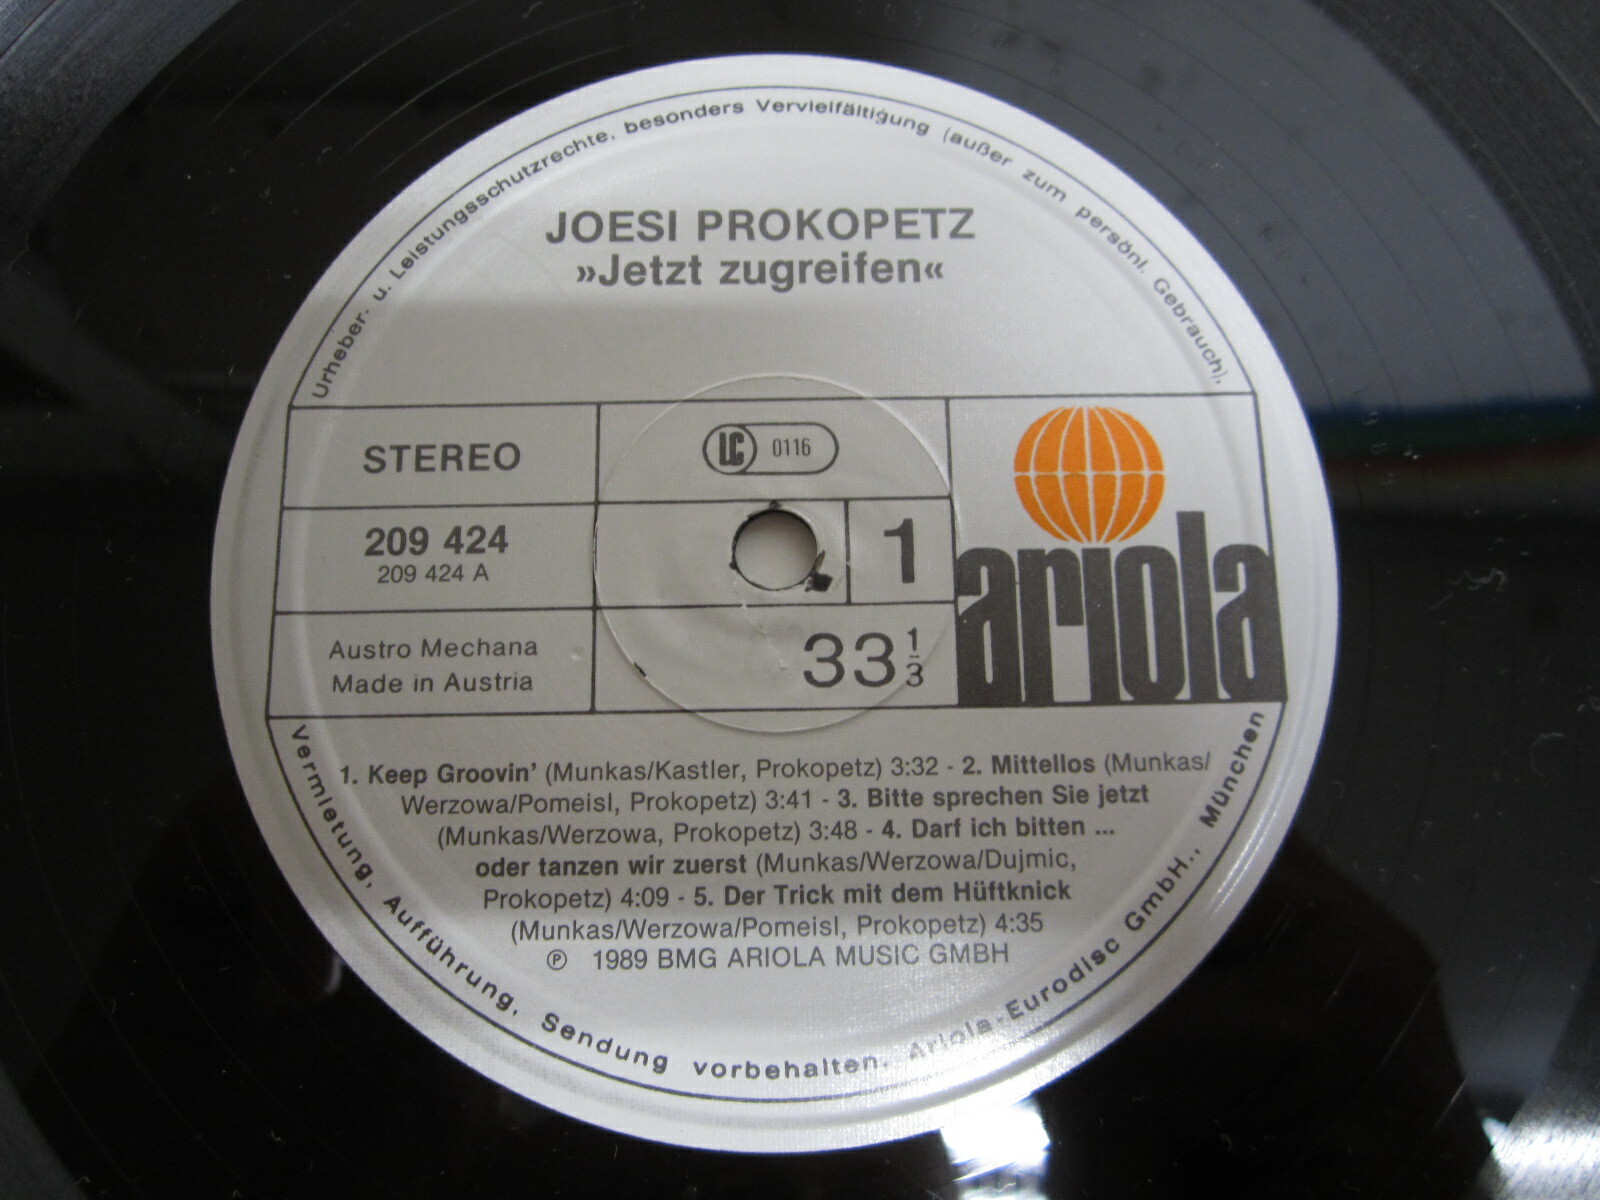 Urheber- u. Leistungsschutzrechte, besonders Vervielfältigung (außer zum persönl. Gebrauch),
JOESI PROKOPETZ
»Jetzt zugreifen«
STEREO
LC 0116
209 424
209 424 A
1
ariola
Austro Mechana
Made in Austria
33 1/3
1. Keep Groovin' (Munkas/Kastler, Prokopetz) 3:32 - 2. Mittellos (Munkas/
Werzowa/Pomeisl, Prokopetz) 3:41 - 3. Bitte sprechen Sie jetzt
(Munkas/Werzowa, Prokopetz) 3:48 - 4. Darf ich bitten ...
oder tanzen wir zuerst (Munkas/Werzowa/Dujmic,
Prokopetz) 4:09 - 5. Der Trick mit dem Hüftknick
(Munkas/Werzowa/Pomeisl, Prokopetz) 4:35
℗ 1989 BMG ARIOLA MUSIC GMBH
Vermietung, Aufführung, Sendung vorbehalten. Ariola-Eurodisc GmbH., München